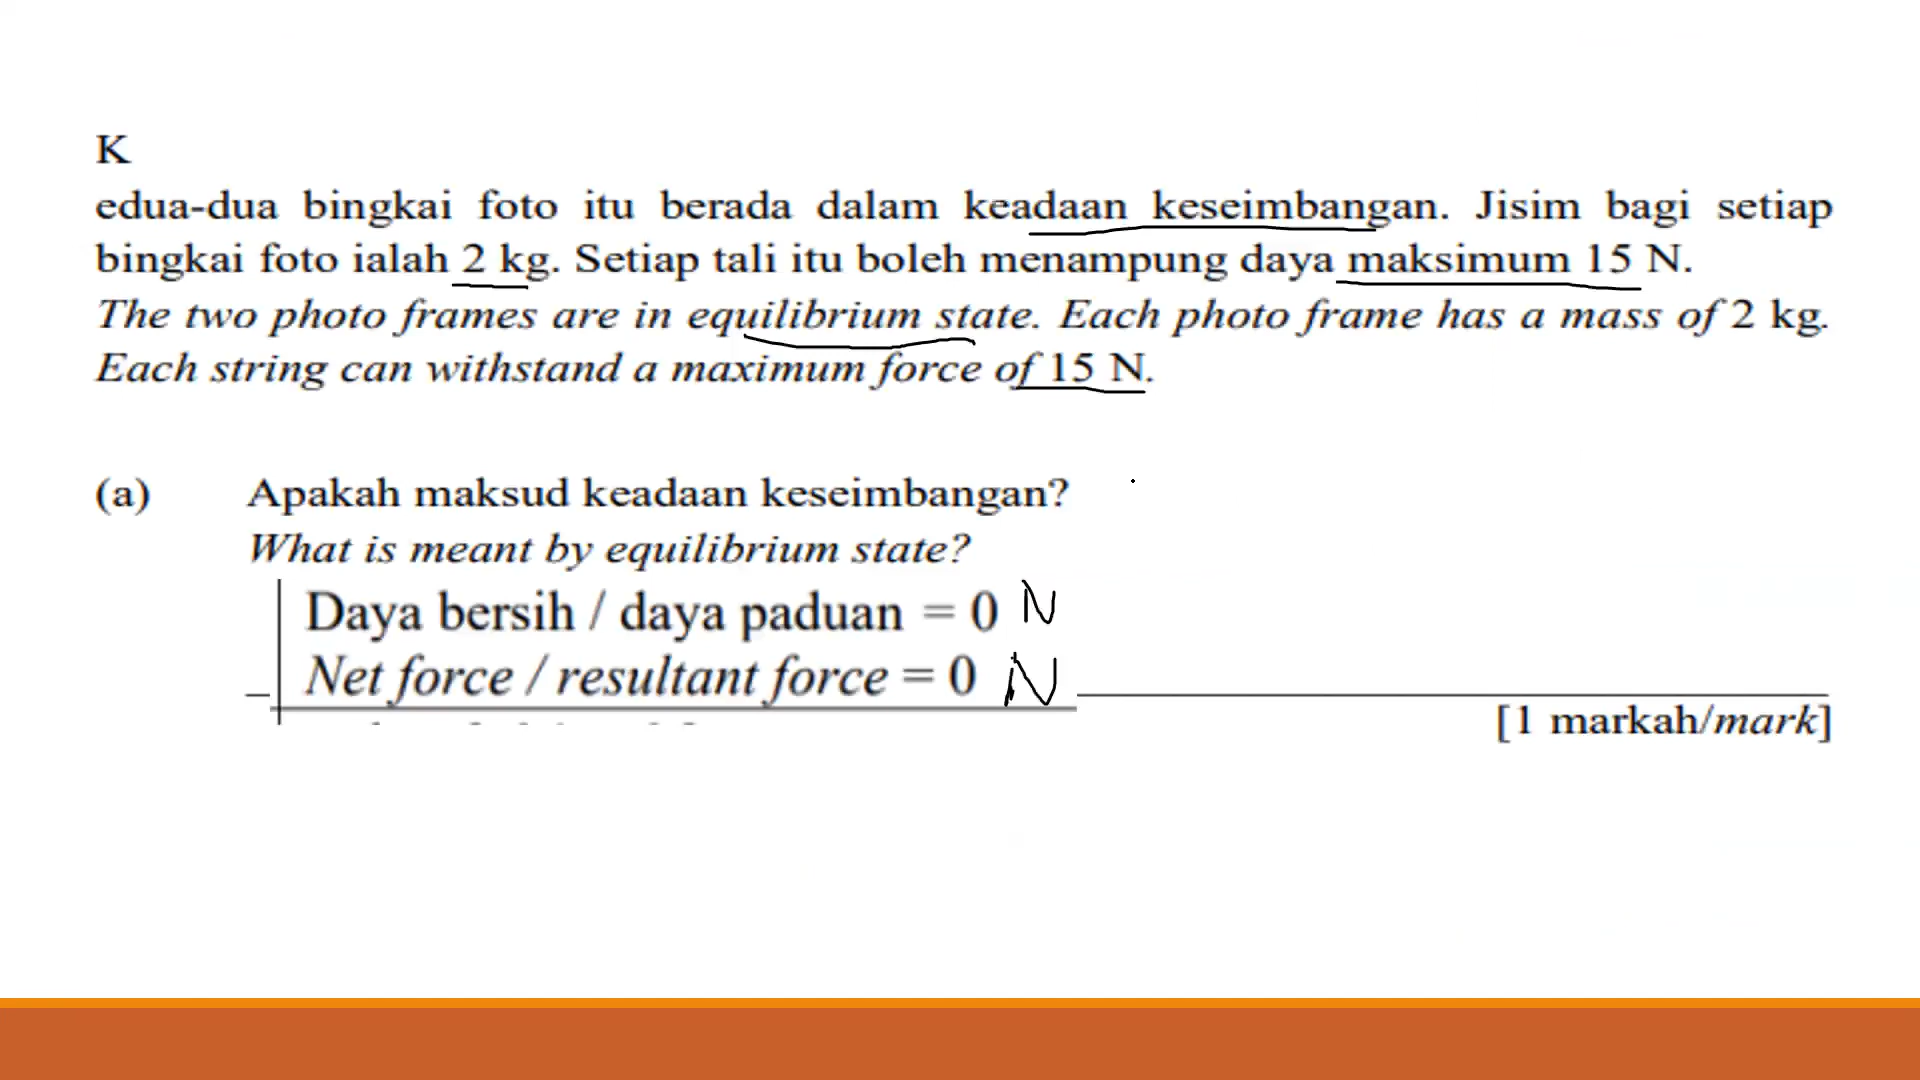 K
edua-dua bingkai foto itu berada dalam keadaan keseimbangan. Jisim bagi setiap
bingkai foto ialah 2 kg. Setiap tali itu boleh menampung daya maksimum 15 N.
The two photo frames are in equilibrium state. Each photo frame has a mass of 2 kg.
Each string can withstand a maximum force of 15 N.
(a) Apakah maksud keadaan keseimbangan?
What is meant by equilibrium state?
Daya bersih / daya paduan = 0 N
Net force / resultant force = 0 N
[1 markah/mark]